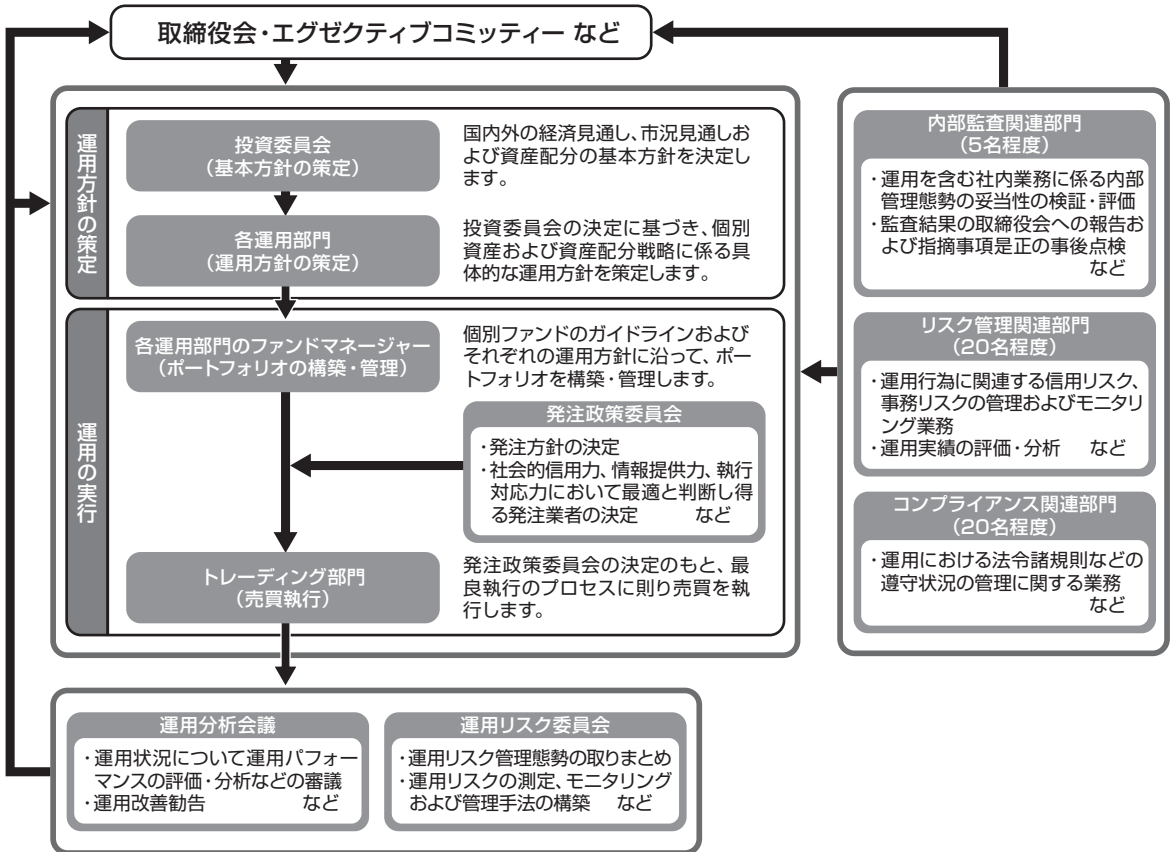 取締役会・エグゼクティブコミッティー など
運用方針の策定
投資委員会
（基本方針の策定）
国内外の経済見通し、市況見通しお
よび資産配分の基本方針を決定し
ます。
各運用部門
（運用方針の策定）
投資委員会の決定に基づき、個別
資産および資産配分戦略に係る具
体的な運用方針を策定します。
運用の実行
各運用部門のファンドマネージャー
（ポートフォリオの構築・管理）
個別ファンドのガイドラインおよび
それぞれの運用方針に沿って、ポー
トフォリオを構築・管理します。
発注政策委員会
・発注方針の決定
・社会的信用力、情報提供力、執行
対応力において最適と判断し得
る発注業者の決定 など
トレーディング部門
（売買執行）
発注政策委員会の決定のもと、最
良執行のプロセスに則り売買を執
行します。
内部監査関連部門
（5名程度）
・運用を含む社内業務に係る内部
管理態勢の妥当性の検証・評価
・監査結果の取締役会への報告お
よび指摘事項是正の事後点検
など
リスク管理関連部門
（20名程度）
・運用行為に関連する信用リスク、
事務リスクの管理およびモニタリ
ング業務
・運用実績の評価・分析 など
コンプライアンス関連部門
（20名程度）
・運用における法令諸規則などの
遵守状況の管理に関する業務
など
運用分析会議
・運用状況について運用パフォー
マンスの評価・分析などの審議
・運用改善勧告 など
運用リスク委員会
・運用リスク管理態勢の取りまとめ
・運用リスクの測定、モニタリング
および管理手法の構築 など